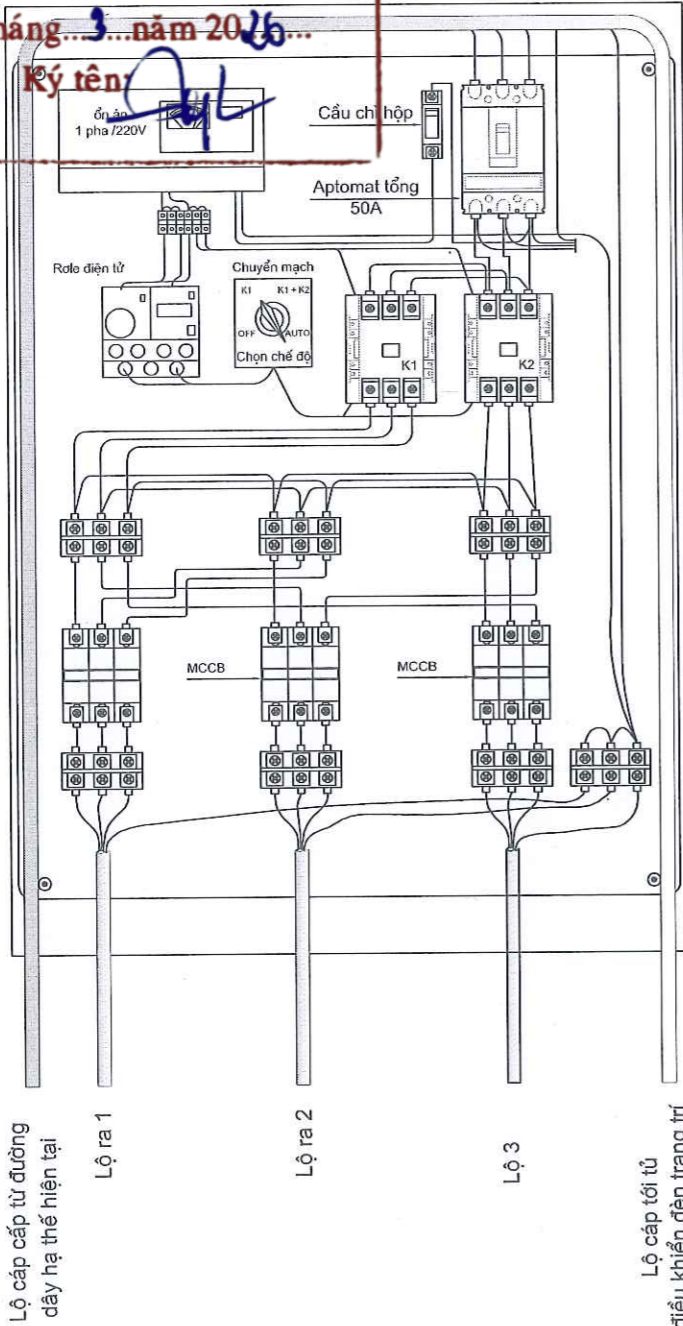 háng...3...năm 2026...
Ký tên:
ổn áp
1 pha /220V
Cầu chì hộp
Aptomat tổng
50A
Rơle điện tử
Chuyển mạch
K1 K1 + K2
OFF AUTO
Chọn chế độ
K1
K2
MCCB
MCCB
Lộ cáp cấp từ đường
dây hạ thế hiện tại
Lộ ra 1
Lộ ra 2
Lộ 3
Lộ cáp tới tủ
điều khiển đèn trang trí